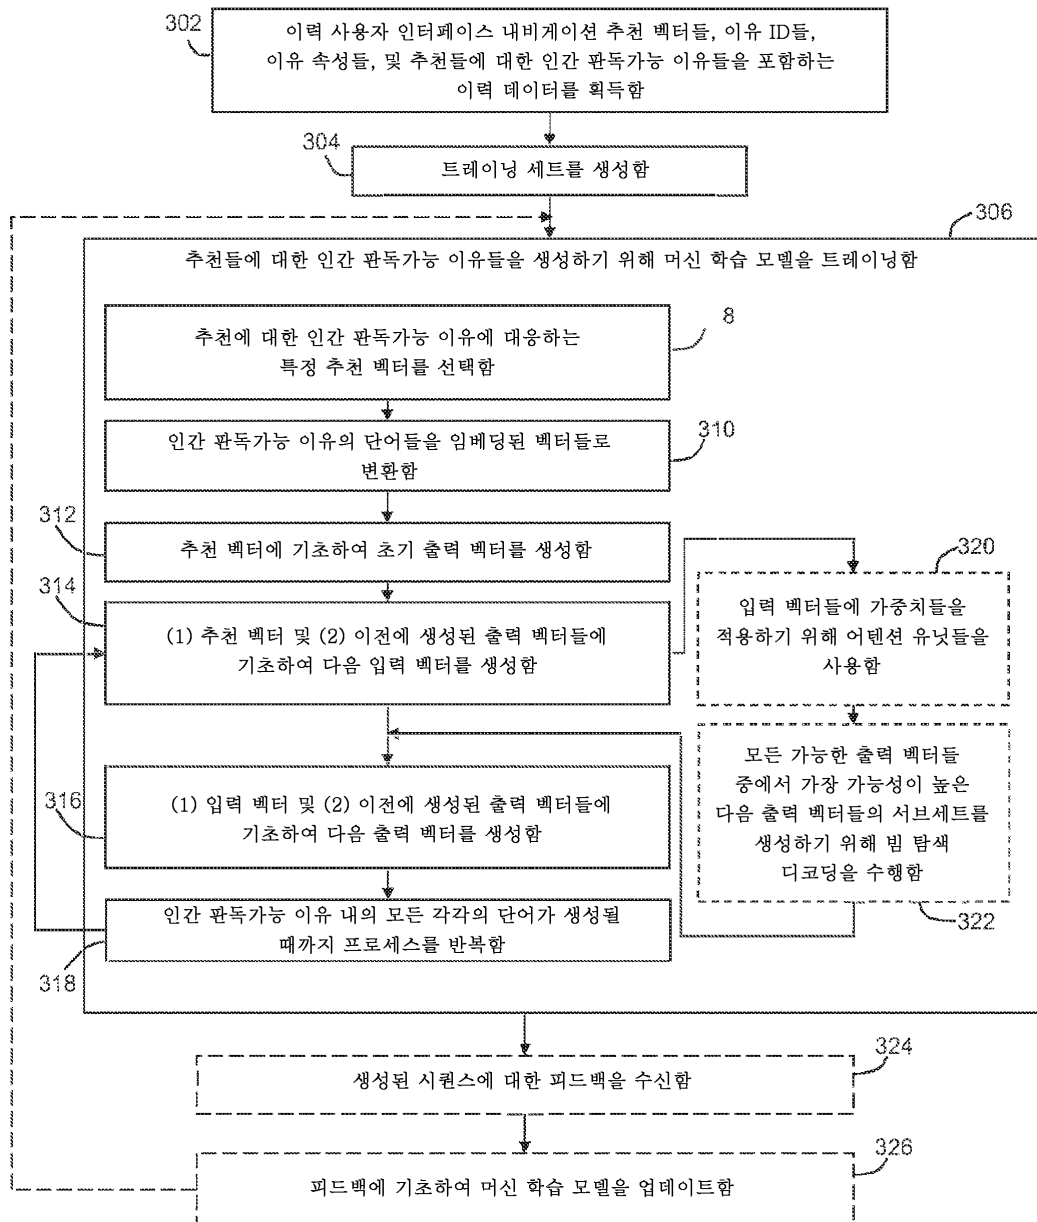 302
이력 사용자 인터페이스 내비게이션 추천 벡터들, 이유 ID들,
이유 속성들, 및 추천들에 대한 인간 판독가능 이유들을 포함하는
이력 데이터를 획득함
304
트레이닝 세트를 생성함
306
추천들에 대한 인간 판독가능 이유들을 생성하기 위해 머신 학습 모델을 트레이닝함
8
추천에 대한 인간 판독가능 이유에 대응하는
특정 추천 벡터를 선택함
310
인간 판독가능 이유의 단어들을 임베딩된 벡터들로
변환함
312
추천 벡터에 기초하여 초기 출력 벡터를 생성함
314
(1) 추천 벡터 및 (2) 이전에 생성된 출력 벡터들에
기초하여 다음 입력 벡터를 생성함
320
입력 벡터들에 가중치들을
적용하기 위해 어텐션 유닛들을
사용함
모든 가능한 출력 벡터들
중에서 가장 가능성이 높은
다음 출력 벡터들의 서브세트를
생성하기 위해 빔 탐색
디코딩을 수행함
322
316
(1) 입력 벡터 및 (2) 이전에 생성된 출력 벡터들에
기초하여 다음 출력 벡터를 생성함
인간 판독가능 이유 내의 모든 각각의 단어가 생성될
때까지 프로세스를 반복함
318
324
생성된 시퀀스에 대한 피드백을 수신함
326
피드백에 기초하여 머신 학습 모델을 업데이트함